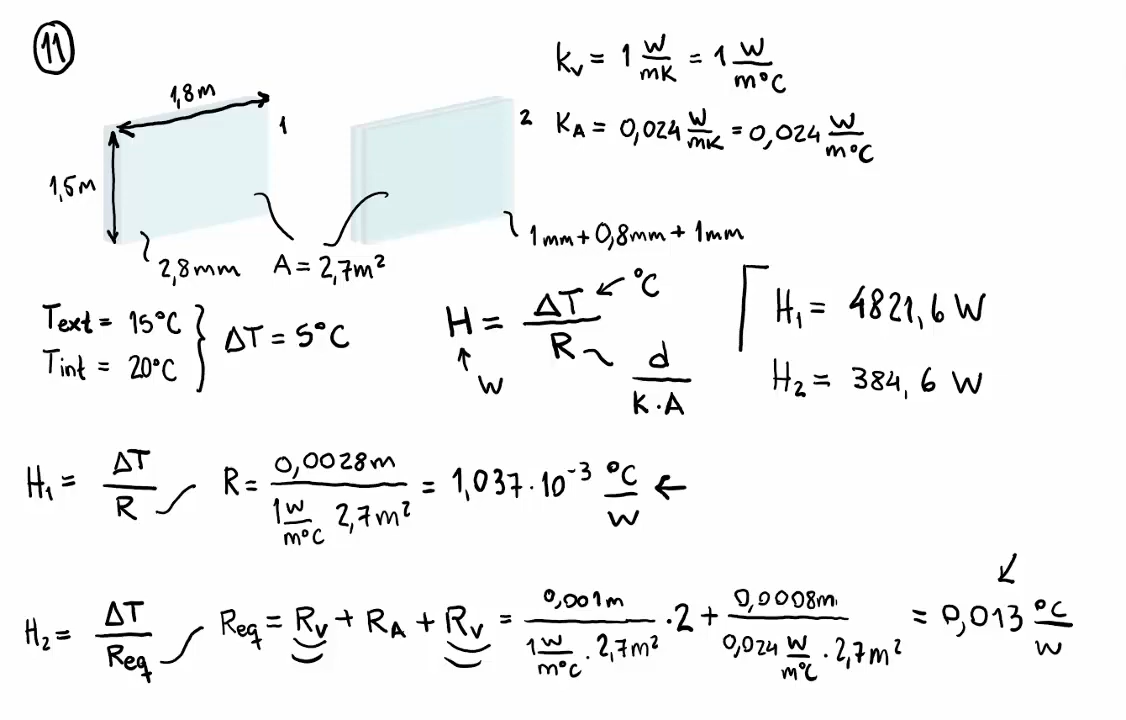 11
1,8m
1,5m
1
2
2,8mm
A = 2,7m²
1mm + 0,8mm + 1mm
Kv = 1 W/mK = 1 W/m°C
KA = 0,024 W/mK = 0,024 W/m°C
Text = 15°C
Tint = 20°C
ΔT = 5°C
H = ΔT/R
°C
W
d/K·A
H₁ = 4821,6 W
H₂ = 384,6 W
H₁ = ΔT/R R = 0,0028m / 1 W/m°C 2,7m² = 1,037·10⁻³ °C/W
H₂ = ΔT/Req Req = Rv + RA + Rv = 0,001m / 1 W/m°C · 2,7m² · 2 + 0,0008m / 0,024 W/m°C · 2,7m² = 0,013 °C/W